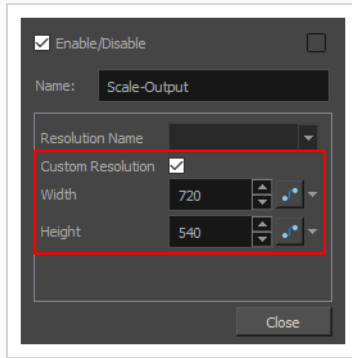 Enable/Disable
Name: Scale-Output
Resolution Name
Custom Resolution
Width 720
Height 540
Close